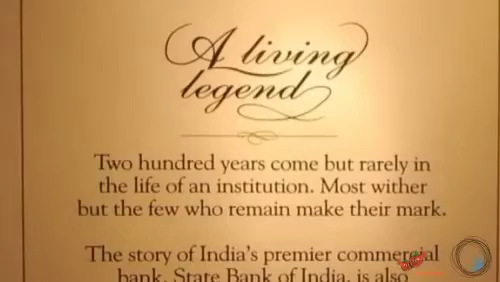 A living
legend
Two hundred years come but rarely in
the life of an institution. Most wither
but the few who remain make their mark.
The story of India's premier commercial
bank, State Bank of India, is also